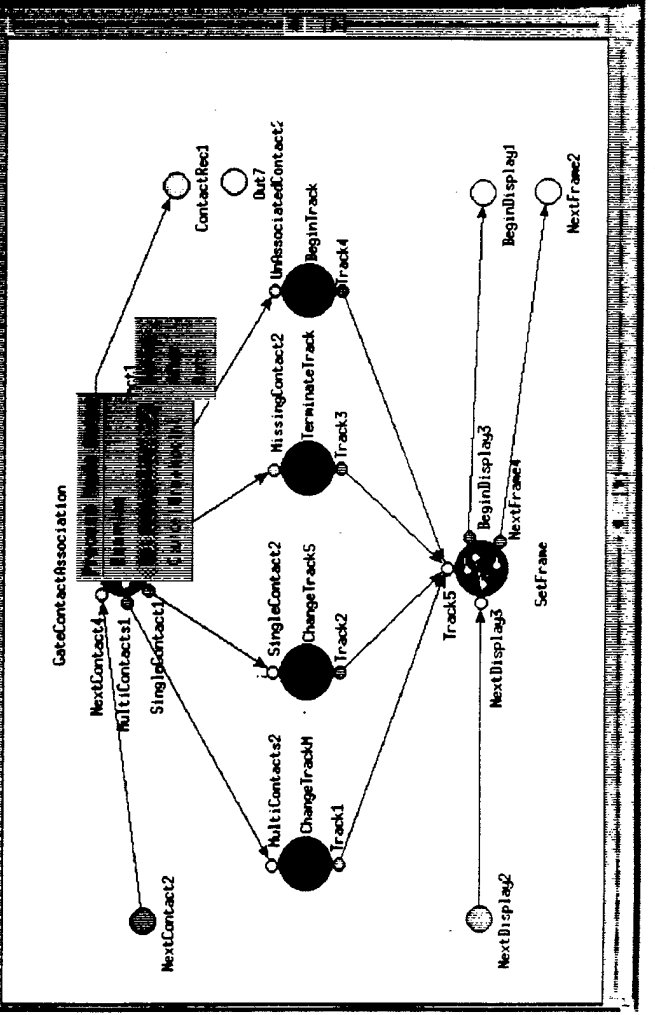 GateContactAssociation
NextContact4
MultiContacts1
SingleContact1
ContactRec1
Out7
NextContact2
MultiContacts2
ChangeTrackM
Track1
SingleContact2
ChangeTrackS
Track2
MissingContact2
TerminateTrack
Track3
UnAssociatedContact2
BeginTrack
Track4
Track5
NextDisplay3
BeginDisplay3
NextFrame4
SetFrame
NextDisplay2
BeginDisplay1
NextFrame2